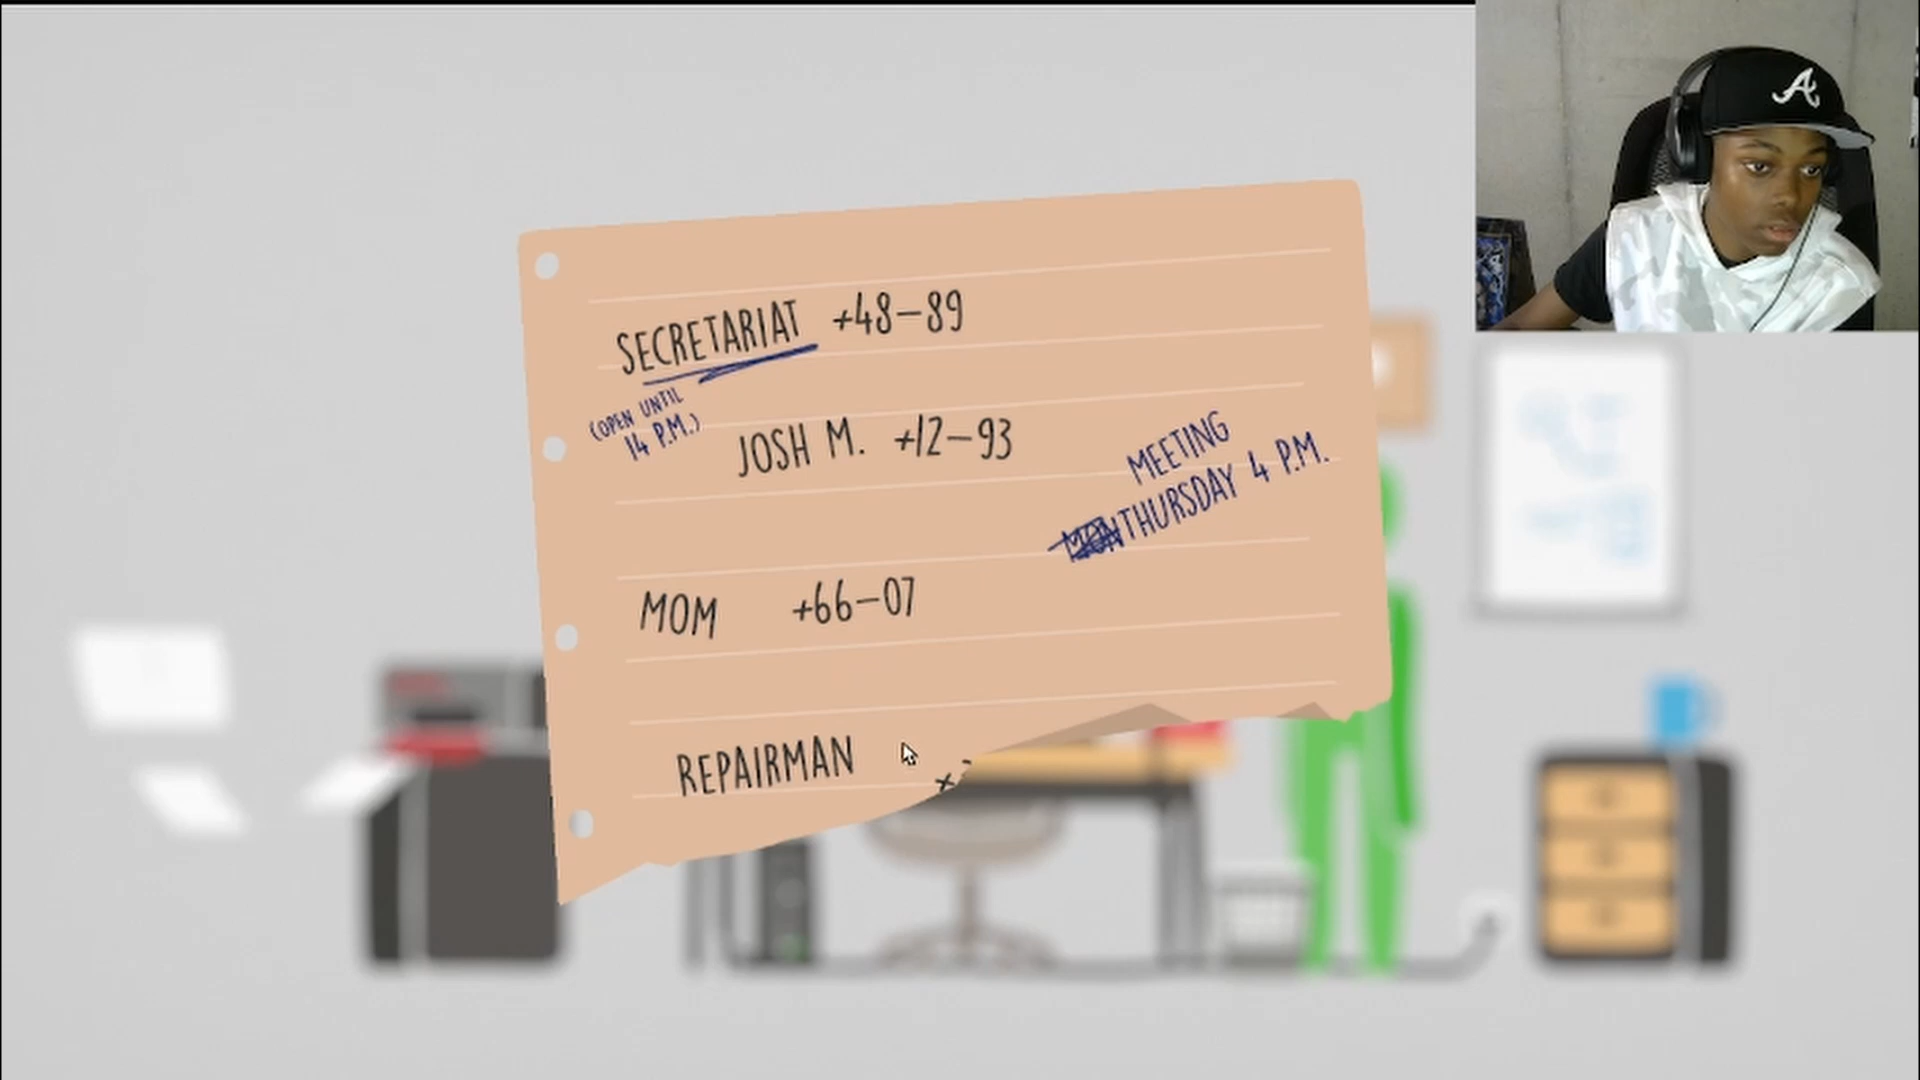 SECRETARIAT +48-89
(OPEN UNTIL
14 P.M.)
JOSH M. +12-93
MEETING
THURSDAY 4 P.M.
MOM +66-07
REPAIRMAN +
A